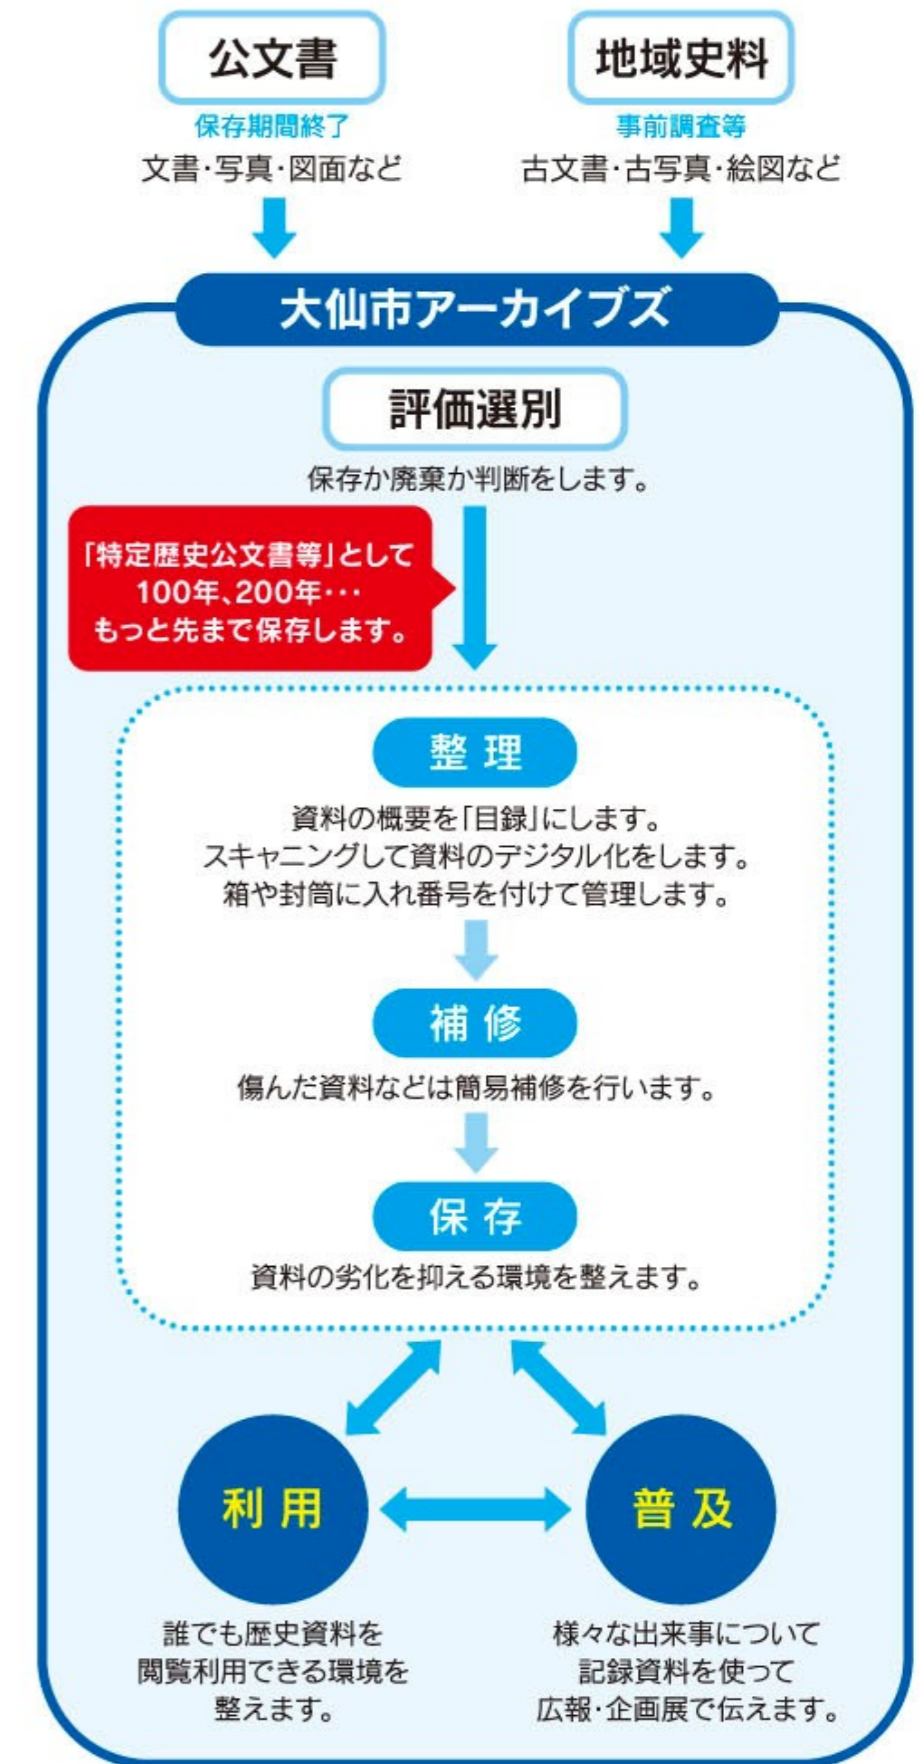 公文書
保存期間終了
文書・写真・図面など
地域史料
事前調査等
古文書・古写真・絵図など
大仙市アーカイブズ
評価選別
保存か廃棄か判断をします。
「特定歴史公文書等」として
100年、200年・・・
もっと先まで保存します。
整理
資料の概要を「目録」にします。
スキャニングして資料のデジタル化をします。
箱や封筒に入れ番号を付けて管理します。
補修
傷んだ資料などは簡易補修を行います。
保存
資料の劣化を抑える環境を整えます。
利用
誰でも歴史資料を
閲覧利用できる環境を
整えます。
普及
様々な出来事について
記録資料を使って
広報・企画展で伝えます。